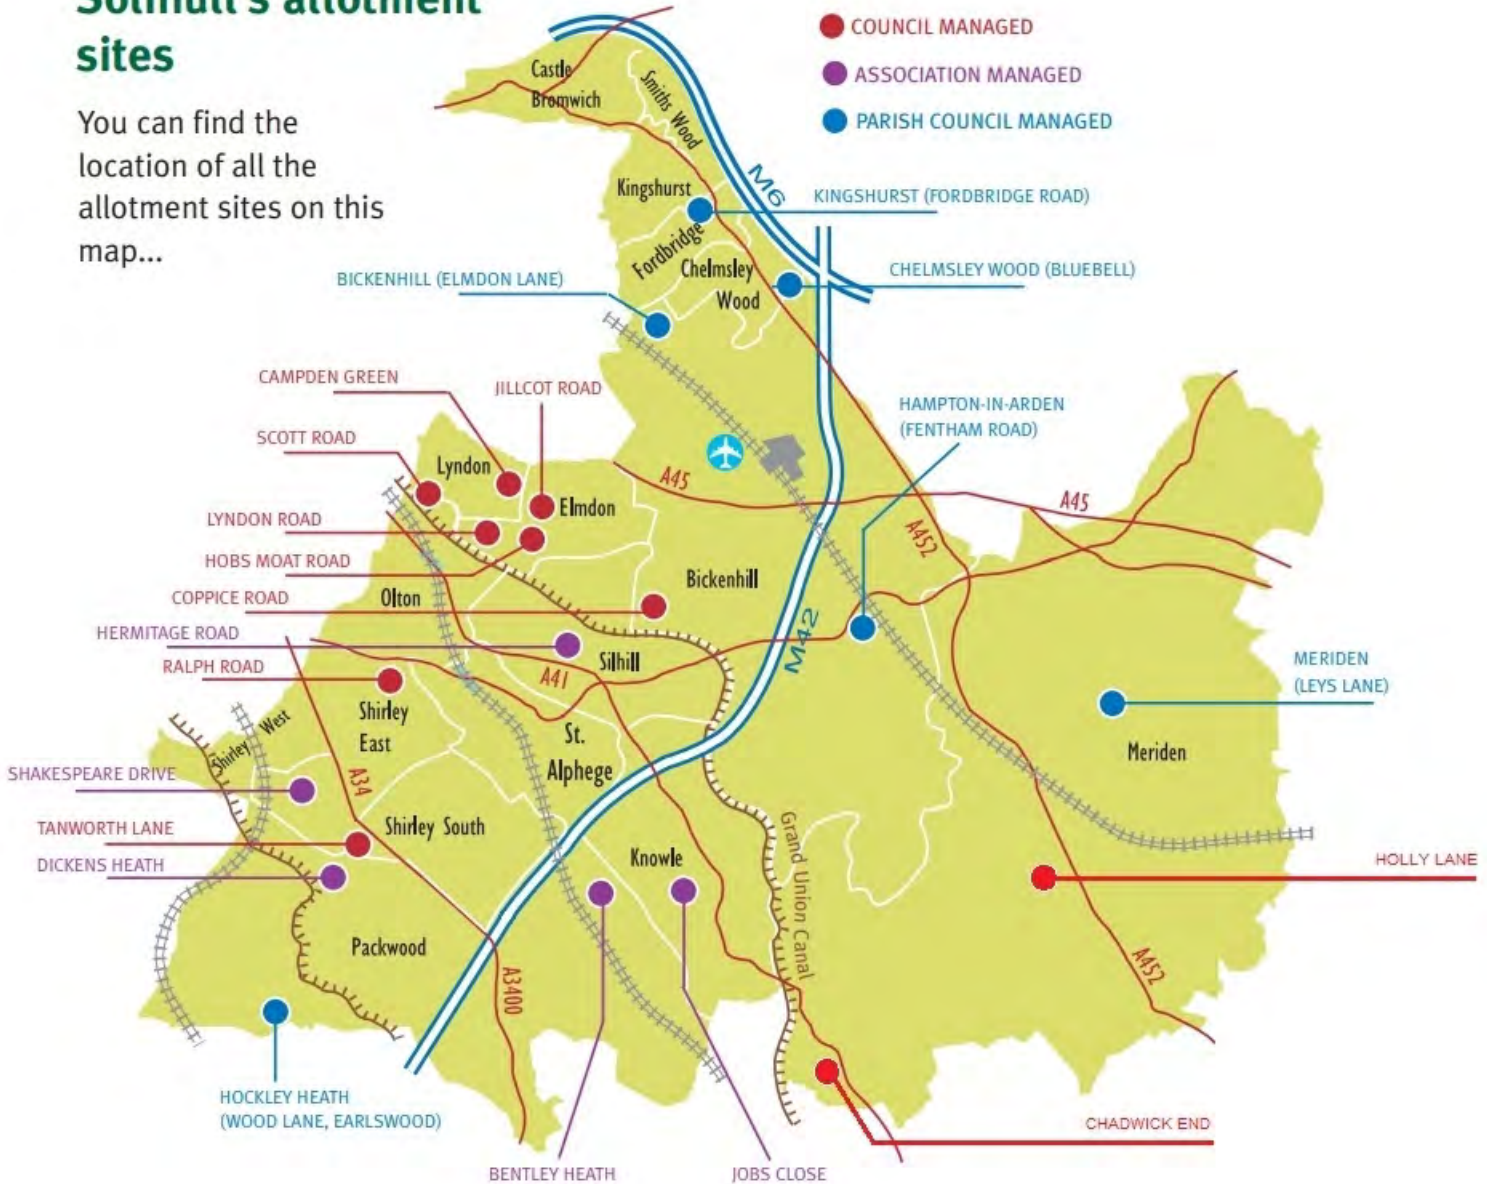 Solihull's allotment
sites
You can find the
location of all the
allotment sites on this
map...
COUNCIL MANAGED
ASSOCIATION MANAGED
PARISH COUNCIL MANAGED
Castle
Bromwich
Smiths Wood
M6
Kingshurst
KINGSHURST (FORDBRIDGE ROAD)
Fordbridge
Chelmsley
Wood
CHELMSLEY WOOD (BLUEBELL)
BICKENHILL (ELMDON LANE)
CAMPDEN GREEN
JILLCOT ROAD
HAMPTON-IN-ARDEN
(FENTHAM ROAD)
SCOTT ROAD
Lyndon
A45
A45
Elmdon
LYNDON ROAD
A452
HOBS MOAT ROAD
Bickenhill
COPPICE ROAD
Olton
HERMITAGE ROAD
M42
Silhill
RALPH ROAD
A41
MERIDEN
(LEYS LANE)
Shirley
East
Shirley West
St.
Alphege
Meriden
SHAKESPEARE DRIVE
A34
TANWORTH LANE
Shirley South
DICKENS HEATH
Knowle
Grand Union Canal
HOLLY LANE
Packwood
A3400
A452
HOCKLEY HEATH
(WOOD LANE, EARLSWOOD)
CHADWICK END
BENTLEY HEATH
JOBS CLOSE